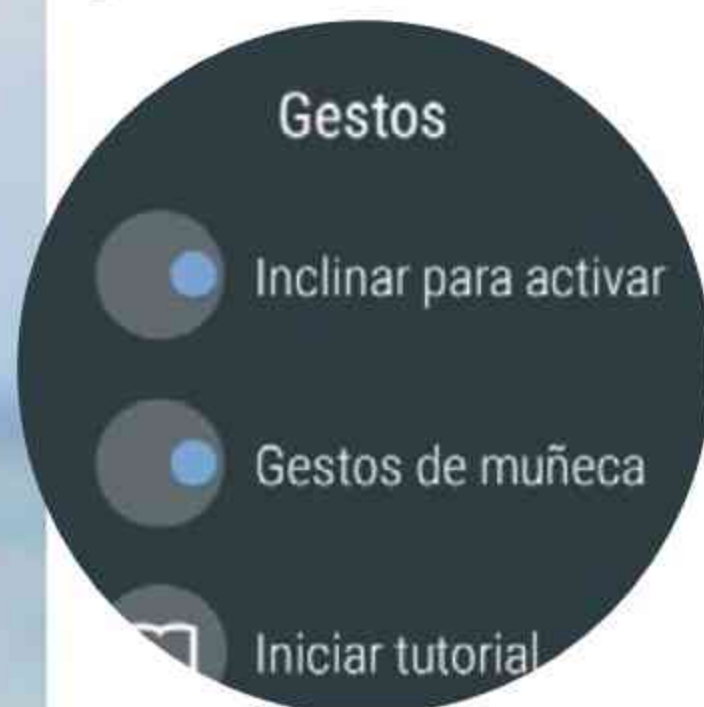 Gestos
Inclinar para activar
Gestos de muñeca
Iniciar tutorial